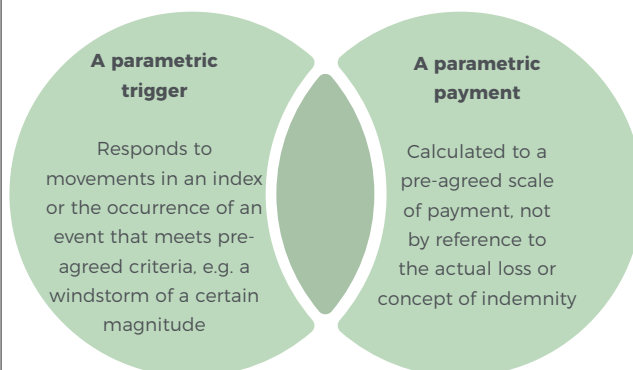 A parametric
trigger
Responds to
movements in an index
or the occurrence of an
event that meets pre-
agreed criteria, e.g. a
windstorm of a certain
magnitude
A parametric
payment
Calculated to a
pre-agreed scale
of payment, not
by reference to
the actual loss or
concept of indemnity